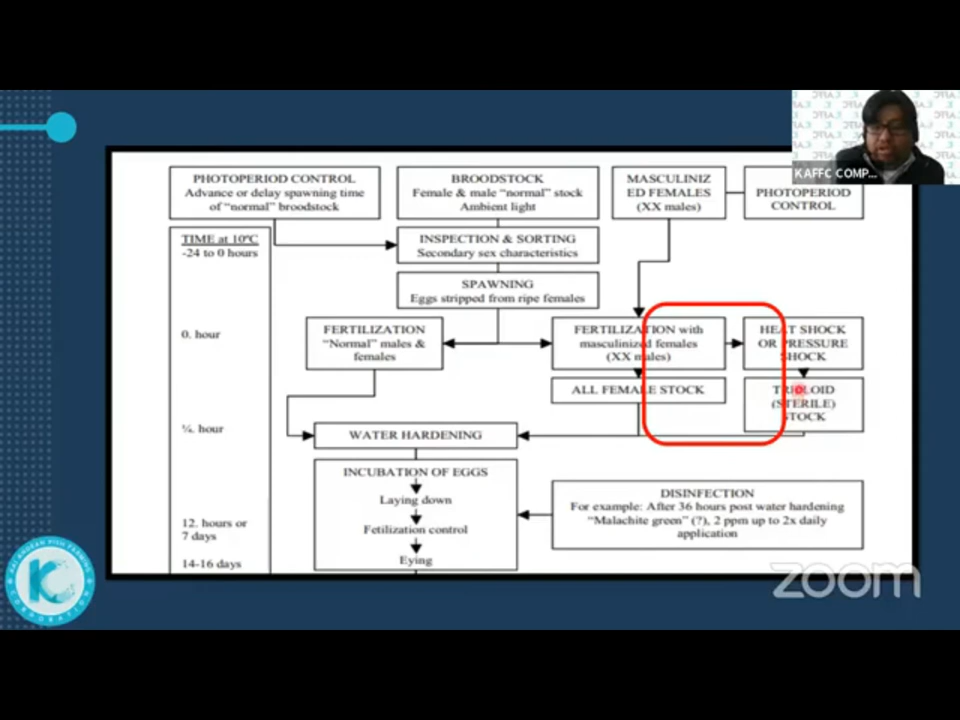 KAFFC COMP...
PHOTOPERIOD CONTROL
Advance or delay spawning time
of "normal" broodstock
BROODSTOCK
Female & male "normal" stock
Ambient light
MASCULINIZ
ED FEMALES
(XX males)
PHOTOPERIOD
CONTROL
TIME at 10ºC
-24 to 0 hours
INSPECTION & SORTING
Secondary sex characteristics
SPAWNING
Eggs stripped from ripe females
0. hour
FERTILIZATION
"Normal" males &
females
FERTILIZATION with
masculinized females
(XX males)
HEAT SHOCK
OR PRESSURE
SHOCK
ALL FEMALE STOCK
TRIPLOID
(STERILE)
STOCK
¼. hour
WATER HARDENING
INCUBATION OF EGGS
Laying down
Fetilization control
Eying
DISINFECTION
For example: After 36 hours post water hardening
"Malachite green" (?), 2 ppm up to 2x daily
application
12. hours or
7 days
14-16 days
K
zoom